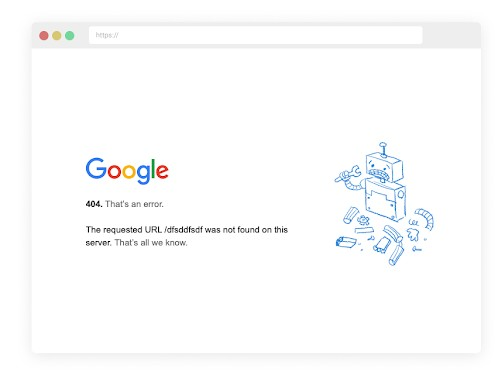 https://
Google
404. That's an error.
The requested URL /dfsddfsdf was not found on this
server. That's all we know.